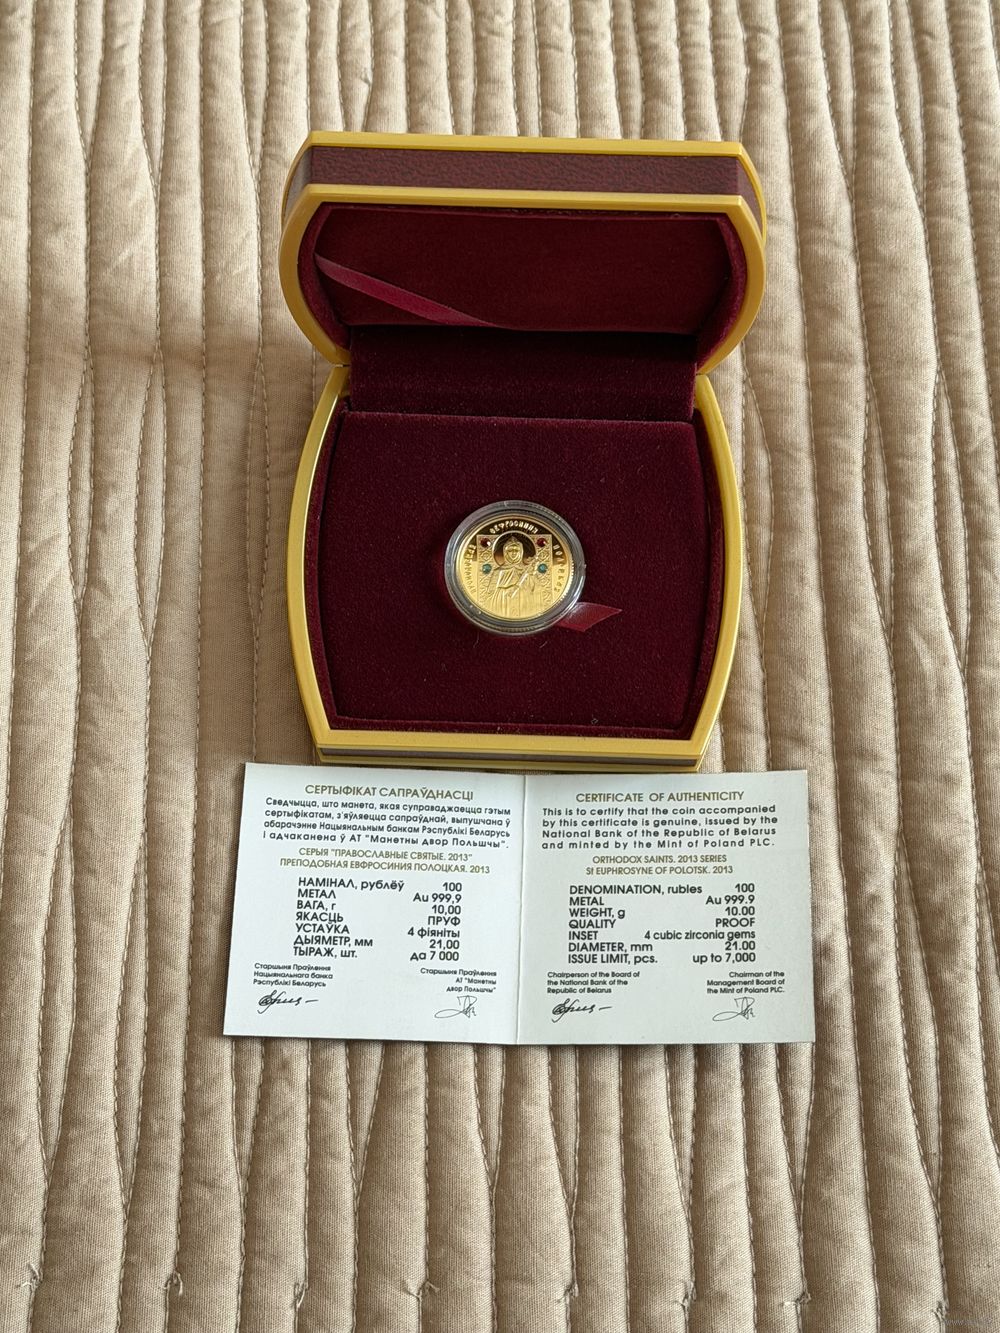 СЕРТЫФІКАТ САПРАЎДНАСЦІ
Сведчыцца, што манета, якая суправаджаецца гэтым
сертыфікатам, з'яўляецца сапраўднай, выпушчана ў
абарачэнне Нацыянальным банкам Рэспублікі Беларусь
і адчаканена ў АТ "Манетны двор Польшчы".
СЕРЫЯ "ПРАВОСЛАВНЫЕ СВЯТЫЕ. 2013"
ПРЕПОДОБНАЯ ЕВФРОСИНИЯ ПОЛОЦКАЯ. 2013
НАМІНАЛ, рублёў 100
МЕТАЛ Au 999,9
ВАГА, г 10,00
ЯКАСЦЬ ПРУФ
УСТАЎКА 4 фіяніты
ДЫЯМЕТР, мм 21,00
ТЫРАЖ, шт. да 7 000
Старшыня Праўлення
Нацыянальнага банка
Рэспублікі Беларусь
Старшыня Праўлення
АТ "Манетны
двор Польшчы"
CERTIFICATE OF AUTHENTICITY
This is to certify that the coin accompanied
by this certificate is genuine, issued by the
National Bank of the Republic of Belarus
and minted by the Mint of Poland PLC.
ORTHODOX SAINTS. 2013 SERIES
St EUPHROSYNE OF POLOTSK. 2013
DENOMINATION, rubles 100
METAL Au 999.9
WEIGHT, g 10.00
QUALITY PROOF
INSET 4 cubic zirconia gems
DIAMETER, mm 21.00
ISSUE LIMIT, pcs. up to 7,000
Chairperson of the Board of
the National Bank of the
Republic of Belarus
Chairman of the
Management Board of
the Mint of Poland PLC.